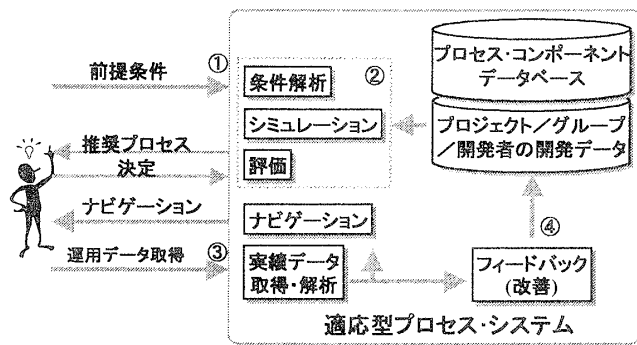 前提条件
①
②
条件解析
シミュレーション
評価
推奨プロセス
決定
ナビゲーション
運用データ取得
③
ナビゲーション
実績データ
取得・解析
プロセス・コンポーネント
データベース
プロジェクト/グループ
/開発者の開発データ
④
フィードバック
(改善)
適応型プロセス・システム